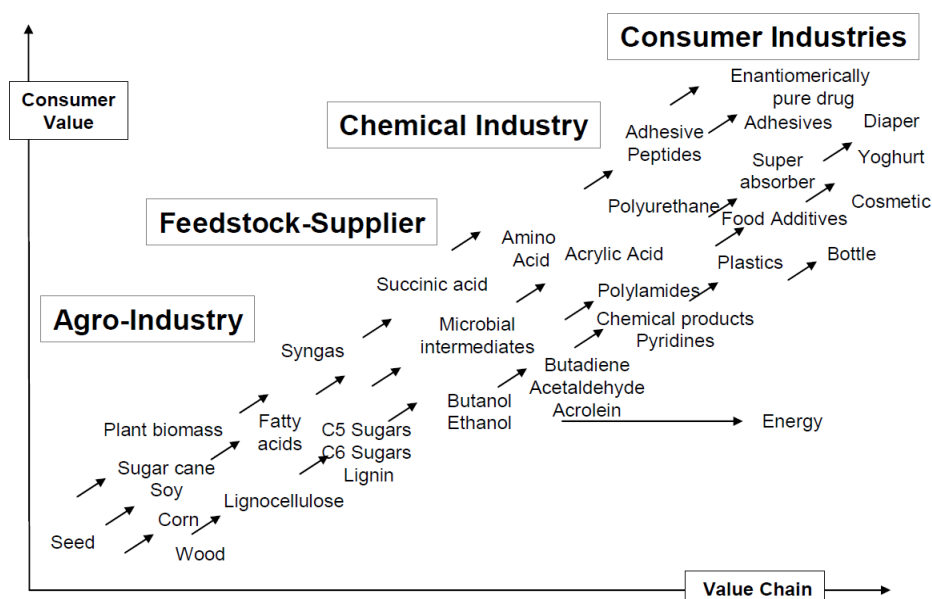 Consumer Industries
Consumer
Value
Enantiomerically
pure drug
Chemical Industry
Adhesive
Peptides
Adhesives
Diaper
Super
absorber
Yoghurt
Polyurethane
Cosmetic
Feedstock-Supplier
Food Additives
Amino
Acid
Acrylic Acid
Plastics
Bottle
Succinic acid
Polylamides
Agro-Industry
Microbial
intermediates
Chemical products
Pyridines
Syngas
Butadiene
Acetaldehyde
Acrolein
Butanol
Ethanol
Energy
Plant biomass
Fatty
acids
C5 Sugars
C6 Sugars
Lignin
Sugar cane
Soy
Lignocellulose
Corn
Seed
Wood
Value Chain